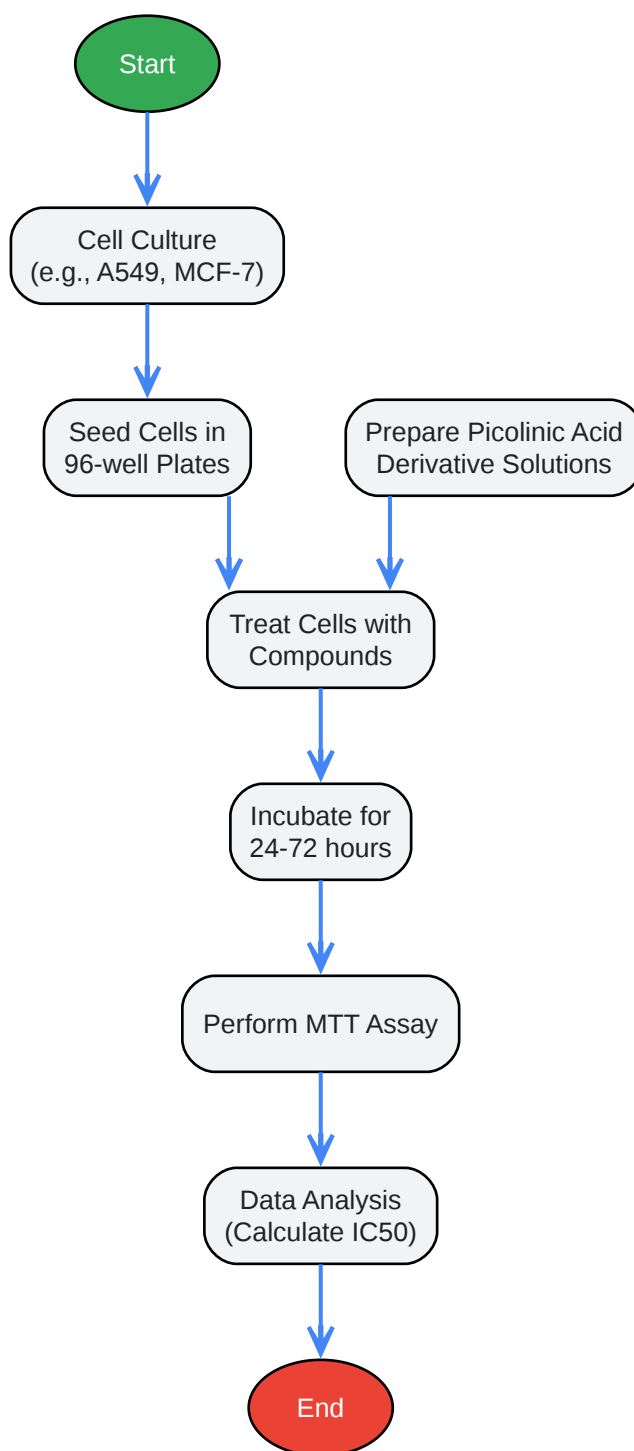 Start
Cell Culture
(e.g., A549, MCF-7)
Seed Cells in
96-well Plates
Prepare Picolinic Acid
Derivative Solutions
Treat Cells with
Compounds
Incubate for
24-72 hours
Perform MTT Assay
Data Analysis
(Calculate IC50)
End